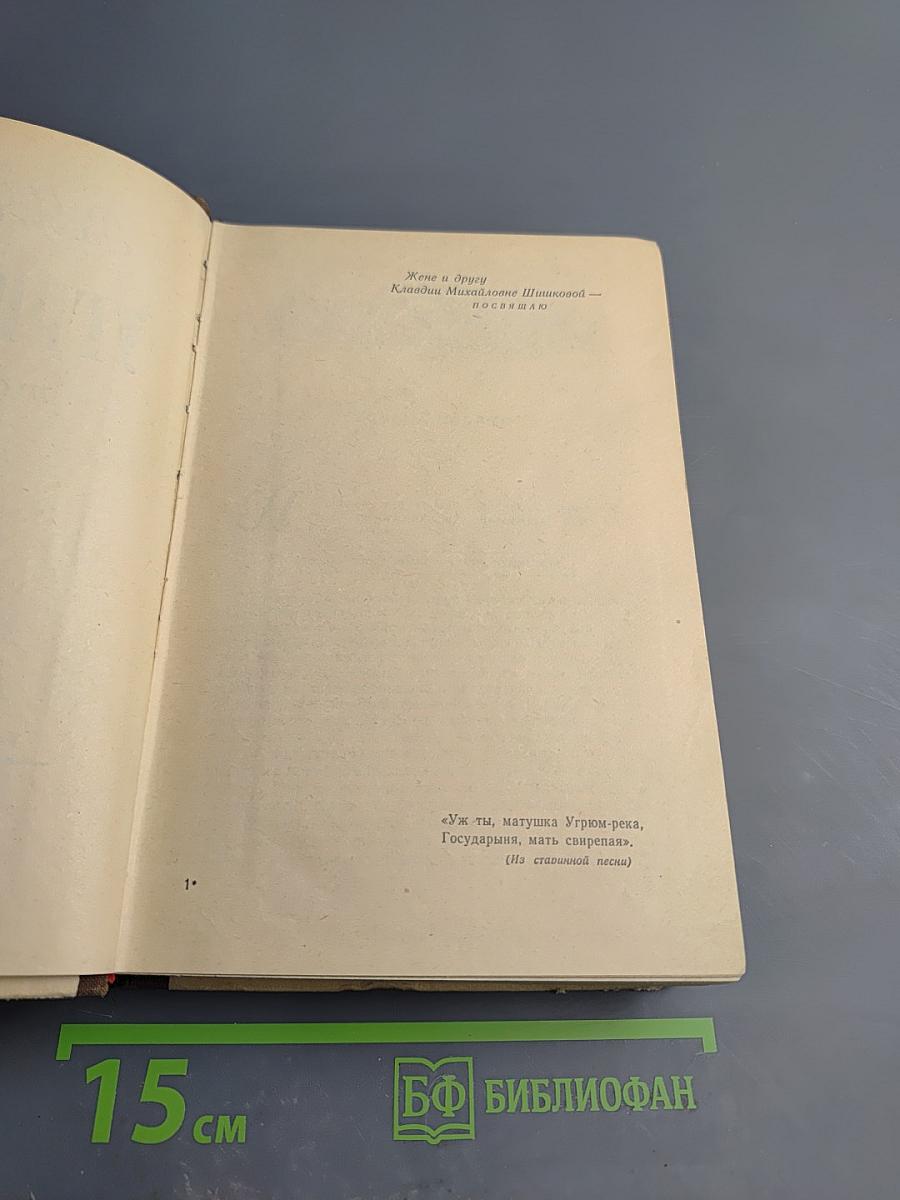 Жене и другу
Клавдии Михайловне Шишковой —
посвящаю
«Уж ты, матушка Угрюм-река,
Государыня, мать свирепая».
(Из старинной песни)
1*
15 см
БФ БИБЛИОФАН